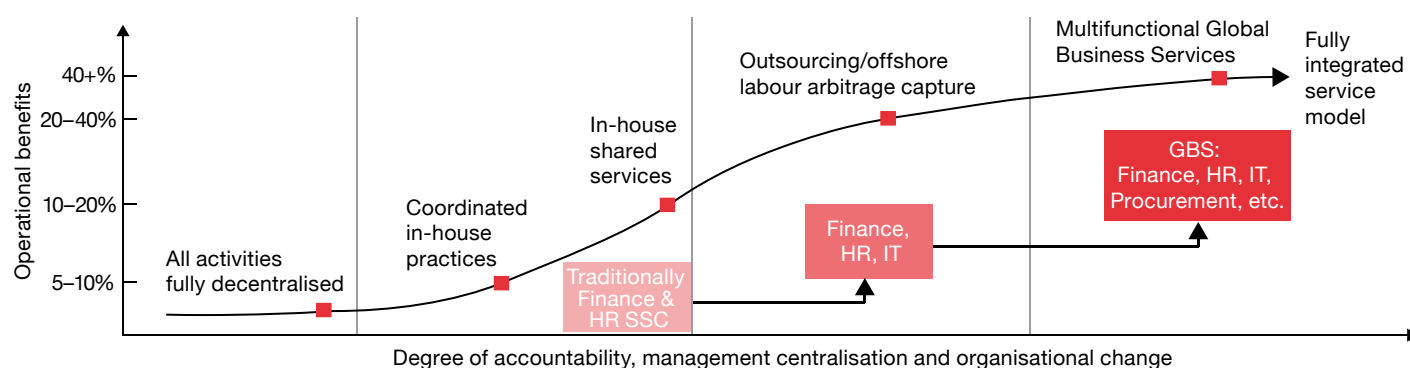 Operational benefits
40+%
20–40%
10–20%
5–10%
All activities
fully decentralised
Coordinated
in-house
practices
In-house
shared
services
Outsourcing/offshore
labour arbitrage capture
Multifunctional Global
Business Services
Fully
integrated
service
model
Traditionally
Finance &
HR SSC
Finance,
HR, IT
GBS:
Finance, HR, IT,
Procurement, etc.
Degree of accountability, management centralisation and organisational change